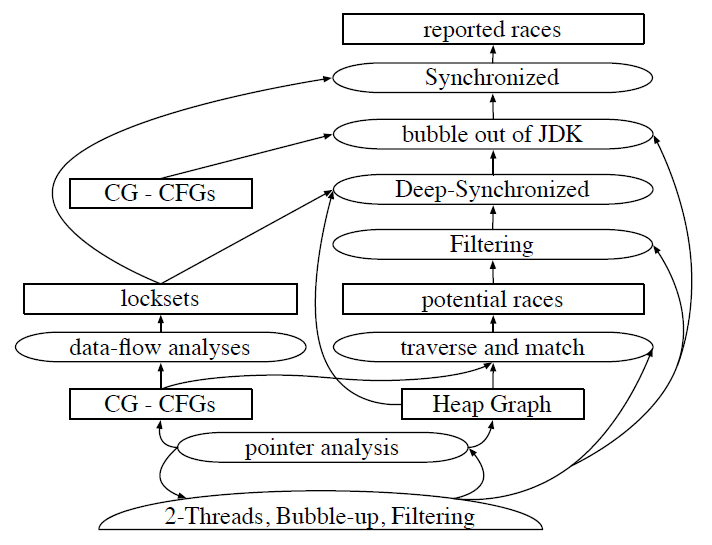 reported races
Synchronized
bubble out of JDK
CG - CFGs
Deep-Synchronized
Filtering
locksets
potential races
data-flow analyses
traverse and match
CG - CFGs
Heap Graph
pointer analysis
2-Threads, Bubble-up, Filtering